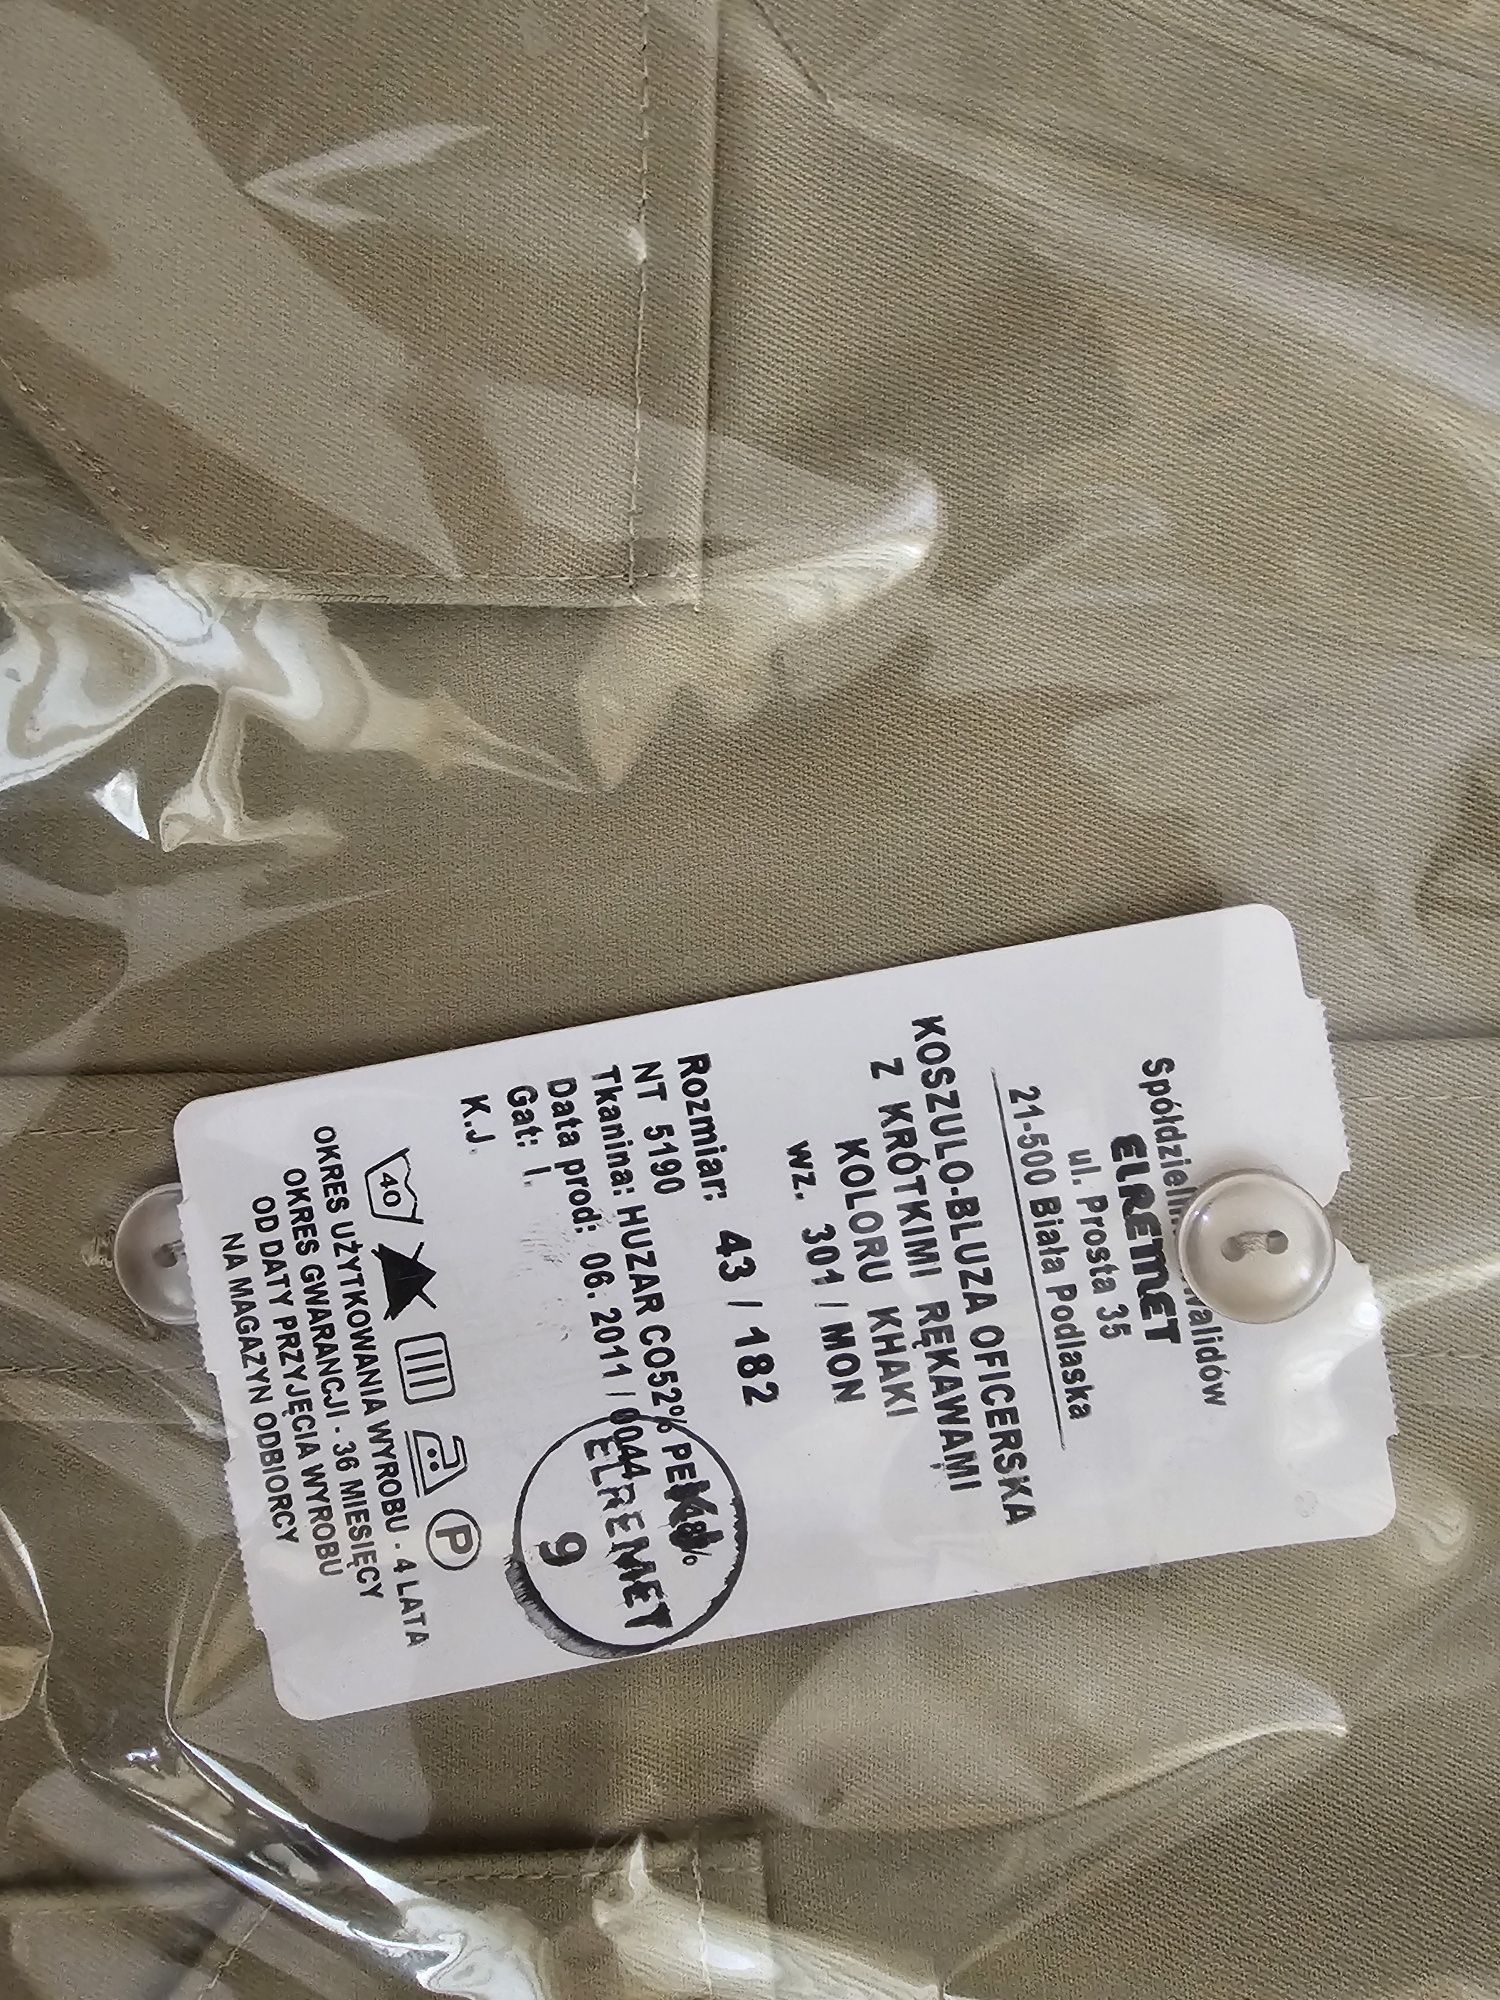 Spółdzielnia Inwalidów
ELREMET
ul. Prosta 35
21-500 Biała Podlaska
KOSZULO-BLUZA OFICERSKA
Z KRÓTKIMI RĘKAWAMI
KOLORU KHAKI
wz. 301 / MON
Rozmiar: 43 / 182
NT 5190
Tkanina: HUZAR CO52% PE48%
Data prod: 06. 2011 / 0044
Gat: I.
K.J.
K.J.
ELREMET
9
40
P
OKRES UŻYTKOWANIA WYROBU - 4 LATA
OKRES GWARANCJI - 36 MIESIĘCY
OD DATY PRZYJĘCIA WYROBU
NA MAGAZYN ODBIORCY